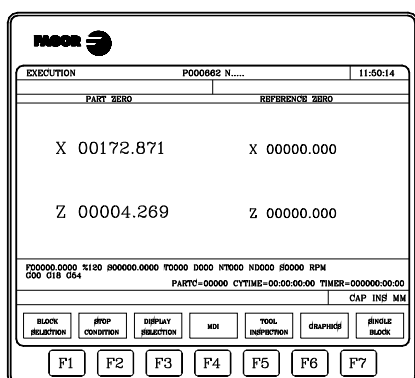 FAGOR
EXECUTION P000662 N..... 11:50:14
PART ZERO REFERENCE ZERO
X 00172.871 X 00000.000
Z 00004.269 Z 00000.000
F00000.0000 %120 S00000.0000 T0000 D000 NT000 ND000 S0000 RPM
G00 G18 G54
PARTC=00000 CYTIME=00:00:00:00 TIMER=000000:00:00
CAP INS MM
BLOCK SELECTION
STOP CONDITION
DISPLAY SELECTION
MDI
TOOL INSPECTION
GRAPHICS
SINGLE BLOCK
F1 F2 F3 F4 F5 F6 F7